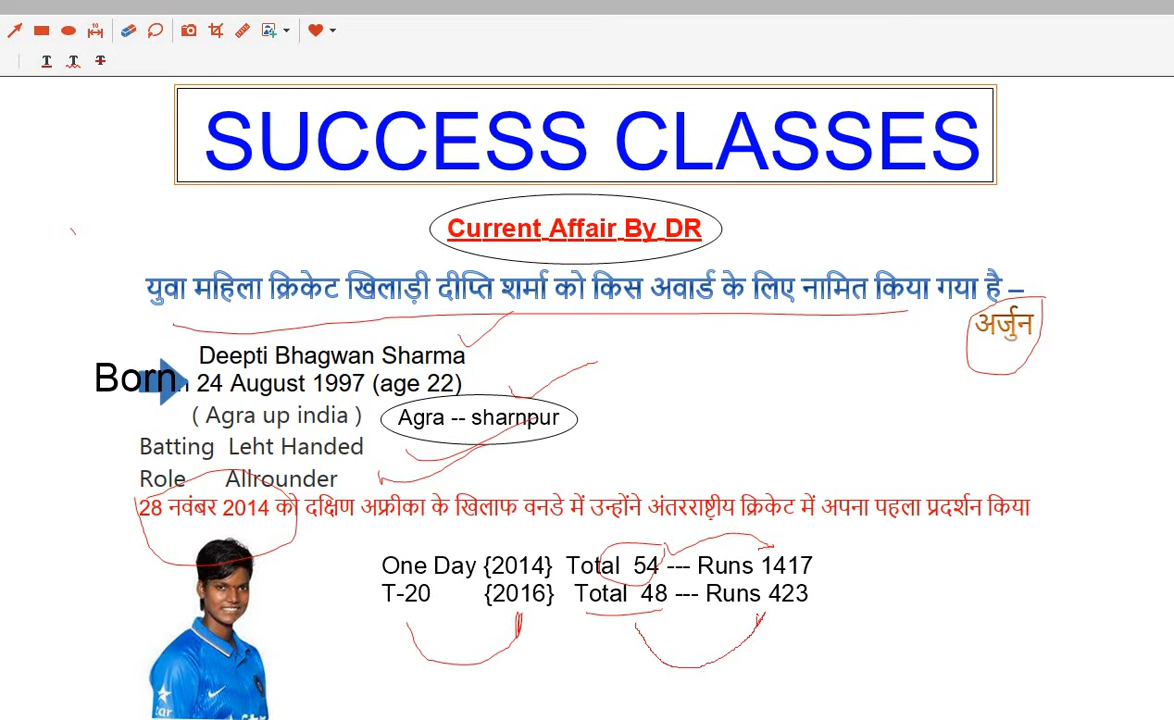 SUCCESS CLASSES
Current Affair By DR
युवा महिला क्रिकेट खिलाड़ी दीप्ति शर्मा को किस अवार्ड के लिए नामित किया गया है –
अर्जुन
Deepti Bhagwan Sharma
Born 24 August 1997 (age 22)
( Agra up india ) Agra -- sharnpur
Batting Leht Handed
Role Allrounder
28 नवंबर 2014 को दक्षिण अफ्रीका के खिलाफ वनडे में उन्होंने अंतरराष्ट्रीय क्रिकेट में अपना पहला प्रदर्शन किया
One Day {2014} Total 54 --- Runs 1417
T-20 {2016} Total 48 --- Runs 423